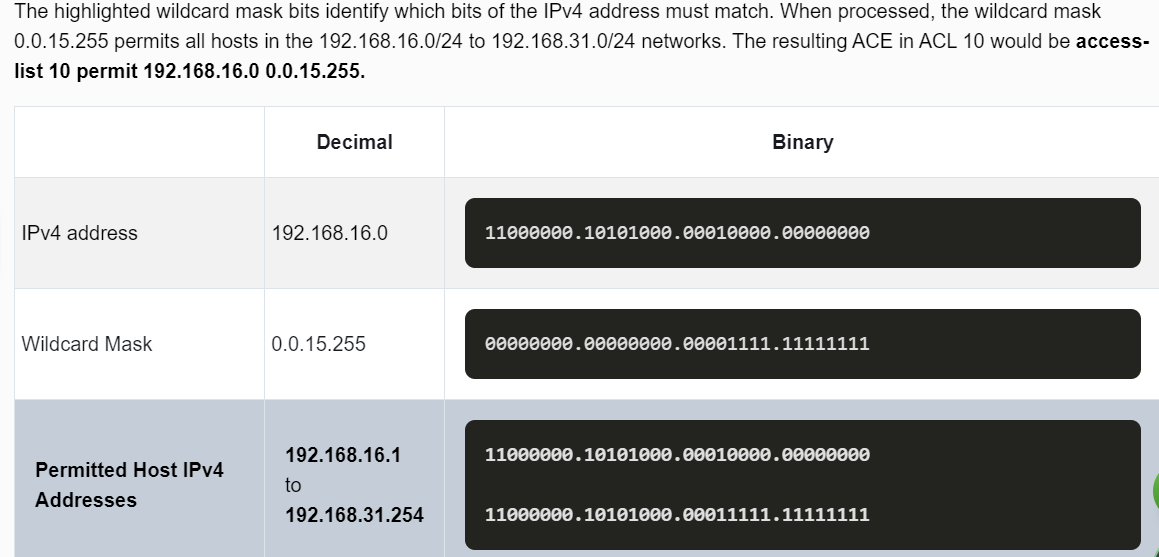 The highlighted wildcard mask bits identify which bits of the IPv4 address must match. When processed, the wildcard mask
0.0.15.255 permits all hosts in the 192.168.16.0/24 to 192.168.31.0/24 networks. The resulting ACE in ACL 10 would be access-
list 10 permit 192.168.16.0 0.0.15.255.
Decimal Binary
IPv4 address 192.168.16.0 11000000.10101000.00010000.00000000
Wildcard Mask 0.0.15.255 00000000.00000000.00001111.11111111
Permitted Host IPv4
Addresses
192.168.16.1
to
192.168.31.254
11000000.10101000.00010000.00000000
11000000.10101000.00011111.11111111